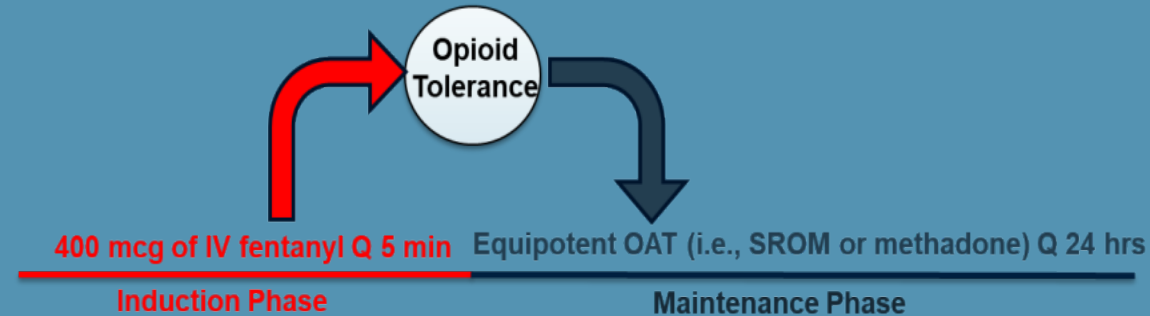 Opioid
Tolerance
400 mcg of IV fentanyl Q 5 min
Equipotent OAT (i.e., SROM or methadone) Q 24 hrs
Induction Phase
Maintenance Phase